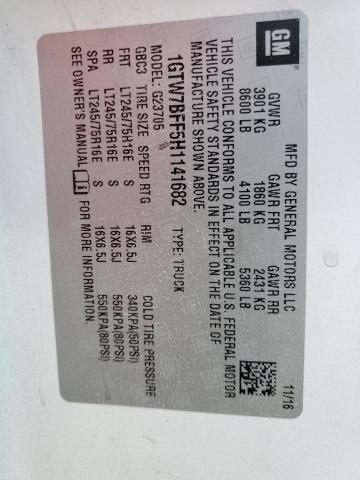 GM
MFD BY GENERAL MOTORS LLC 11/16
GVWR GAWR FRT GAWR RR
3901 KG 1860 KG 2431 KG
8600 LB 4100 LB 5360 LB
THIS VEHICLE CONFORMS TO ALL APPLICABLE U.S. FEDERAL MOTOR
VEHICLE SAFETY STANDARDS IN EFFECT ON THE DATE OF
MANUFACTURE SHOWN ABOVE.
1GTW7BFF5H1141682 TYPE: TRUCK
MODEL: G23705
GBC3 TIRE SIZE SPEED RTG RIM COLD TIRE PRESSURE
FRT LT245/75R16E S 16X6.5J 340KPA(50PSI)
RR LT245/75R16E S 16X6.5J 550KPA(80PSI)
SPA LT245/75R16E S 16X6.5J 550KPA(80PSI)
SEE OWNER'S MANUAL FOR MORE INFORMATION.